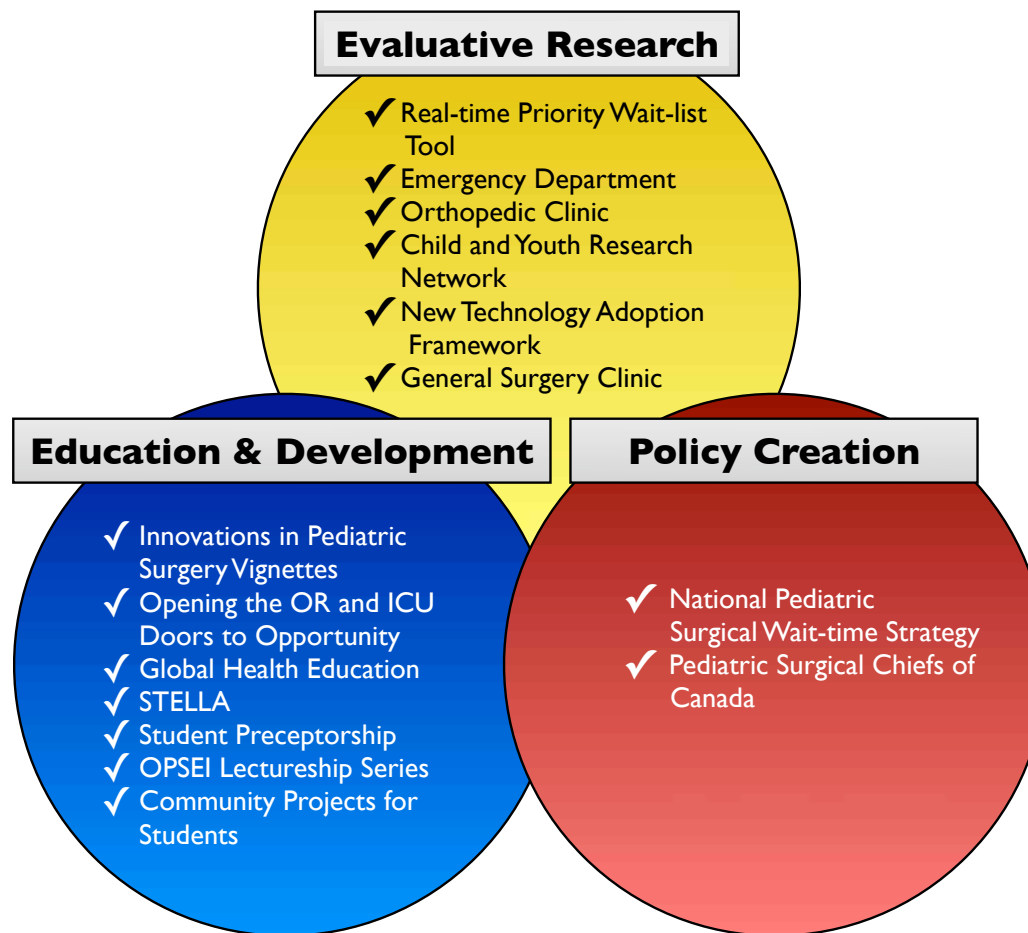 Evaluative Research
✓ Real-time Priority Wait-list
Tool
✓ Emergency Department
✓ Orthopedic Clinic
✓ Child and Youth Research
Network
✓ New Technology Adoption
Framework
✓ General Surgery Clinic
Education & Development
✓ Innovations in Pediatric
Surgery Vignettes
✓ Opening the OR and ICU
Doors to Opportunity
✓ Global Health Education
✓ STELLA
✓ Student Preceptorship
✓ OPSEI Lectureship Series
✓ Community Projects for
Students
Policy Creation
✓ National Pediatric
Surgical Wait-time Strategy
✓ Pediatric Surgical Chiefs of
Canada